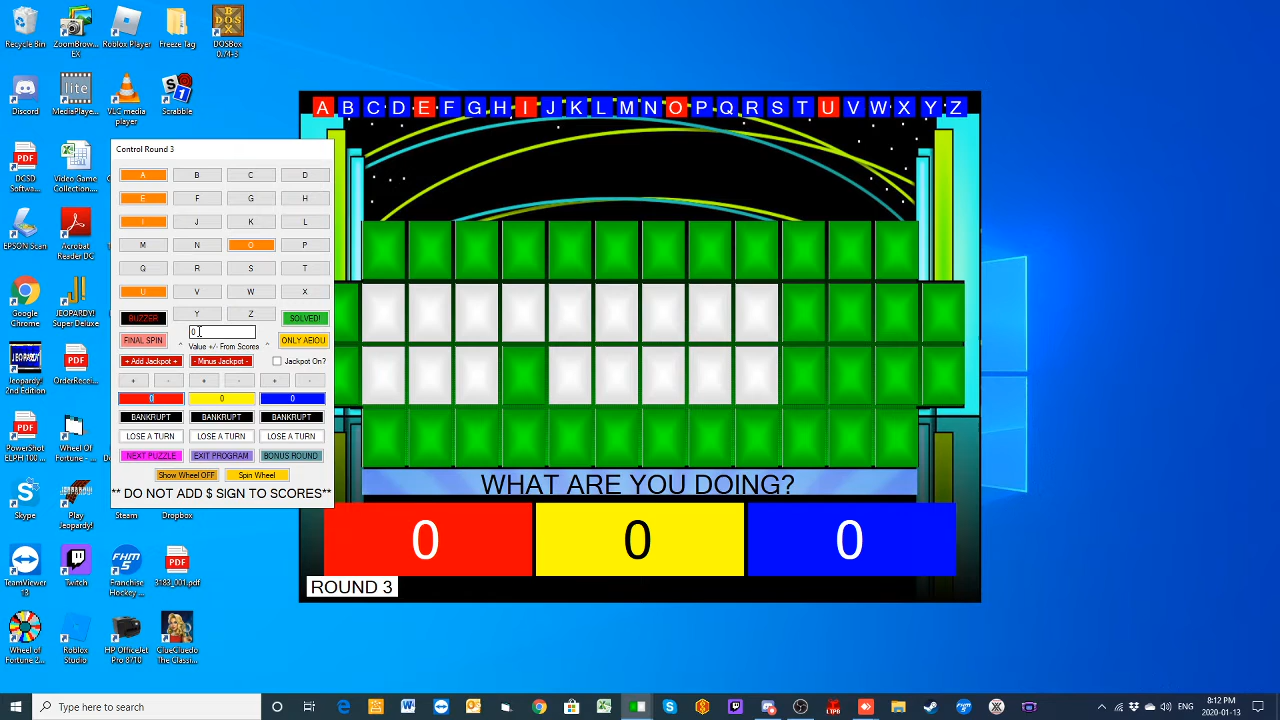 Recycle Bin
ZoomBrow... EX
Roblox Player
Freeze Tag
DOSBox 0.74-3
Discord
MediaPlaye...
VLC media player
Scrabble
DCSD Softwa...
Video Game Collection....
EPSON Scan
Acrobat Reader DC
Google Chrome
JEOPARDY! Super Deluxe
Jeopardy: 2nd Edition
OrderRecei...
PowerShot ELPH 100 ...
Wheel Of Fortune - ...
Skype
Play Jeopardy!
Steam
Dropbox
TeamViewer 13
Twitch
Franchise Hockey ...
3183_001.pdf
Wheel of Fortune 2...
Roblox Studio
HP OfficeJet Pro 8710
ClueCluedo The Classi...
Control Round 3
A B C D
E F G H
I J K L
M N O P
Q R S T
U V W X
Y Z
BUZZER
SOLVED!
0
FINAL SPIN
^ Value +/- From Scores ^
ONLY AEIOU
+ Add Jackpot +
- Minus Jackpot -
Jackpot On?
+ - + - + -
0 0 0
BANKRUPT BANKRUPT BANKRUPT
LOSE A TURN LOSE A TURN LOSE A TURN
NEXT PUZZLE EXIT PROGRAM BONUS ROUND
Show Wheel OFF Spin Wheel
** DO NOT ADD $ SIGN TO SCORES**
A B C D E F G H I J K L M N O P Q R S T U V W X Y Z
WHAT ARE YOU DOING?
0 0 0
ROUND 3
Type here to search
ENG
8:12 PM
2020-01-13